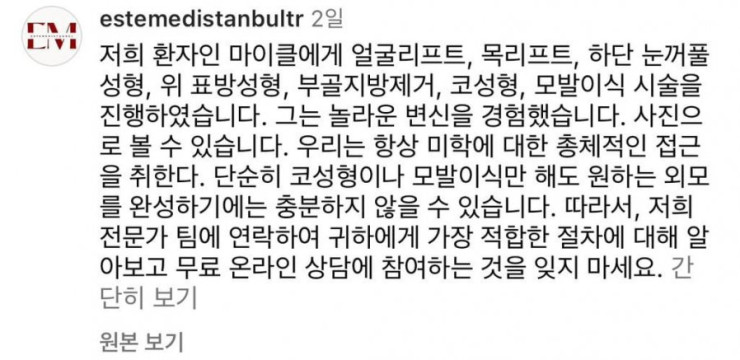 EM
estemedistanbultr 2일
저희 환자인 마이클에게 얼굴리프트, 목리프트, 하단 눈꺼풀
성형, 위 표방성형, 부골지방제거, 코성형, 모발이식 시술을
진행하였습니다. 그는 놀라운 변신을 경험했습니다. 사진으
로 볼 수 있습니다. 우리는 항상 미학에 대한 총체적인 접근
을 취한다. 단순히 코성형이나 모발이식만 해도 원하는 외모
를 완성하기에는 충분하지 않을 수 있습니다. 따라서, 저희
전문가 팀에 연락하여 귀하에게 가장 적합한 절차에 대해 알
아보고 무료 온라인 상담에 참여하는 것을 잊지 마세요. 간
단히 보기
원본 보기